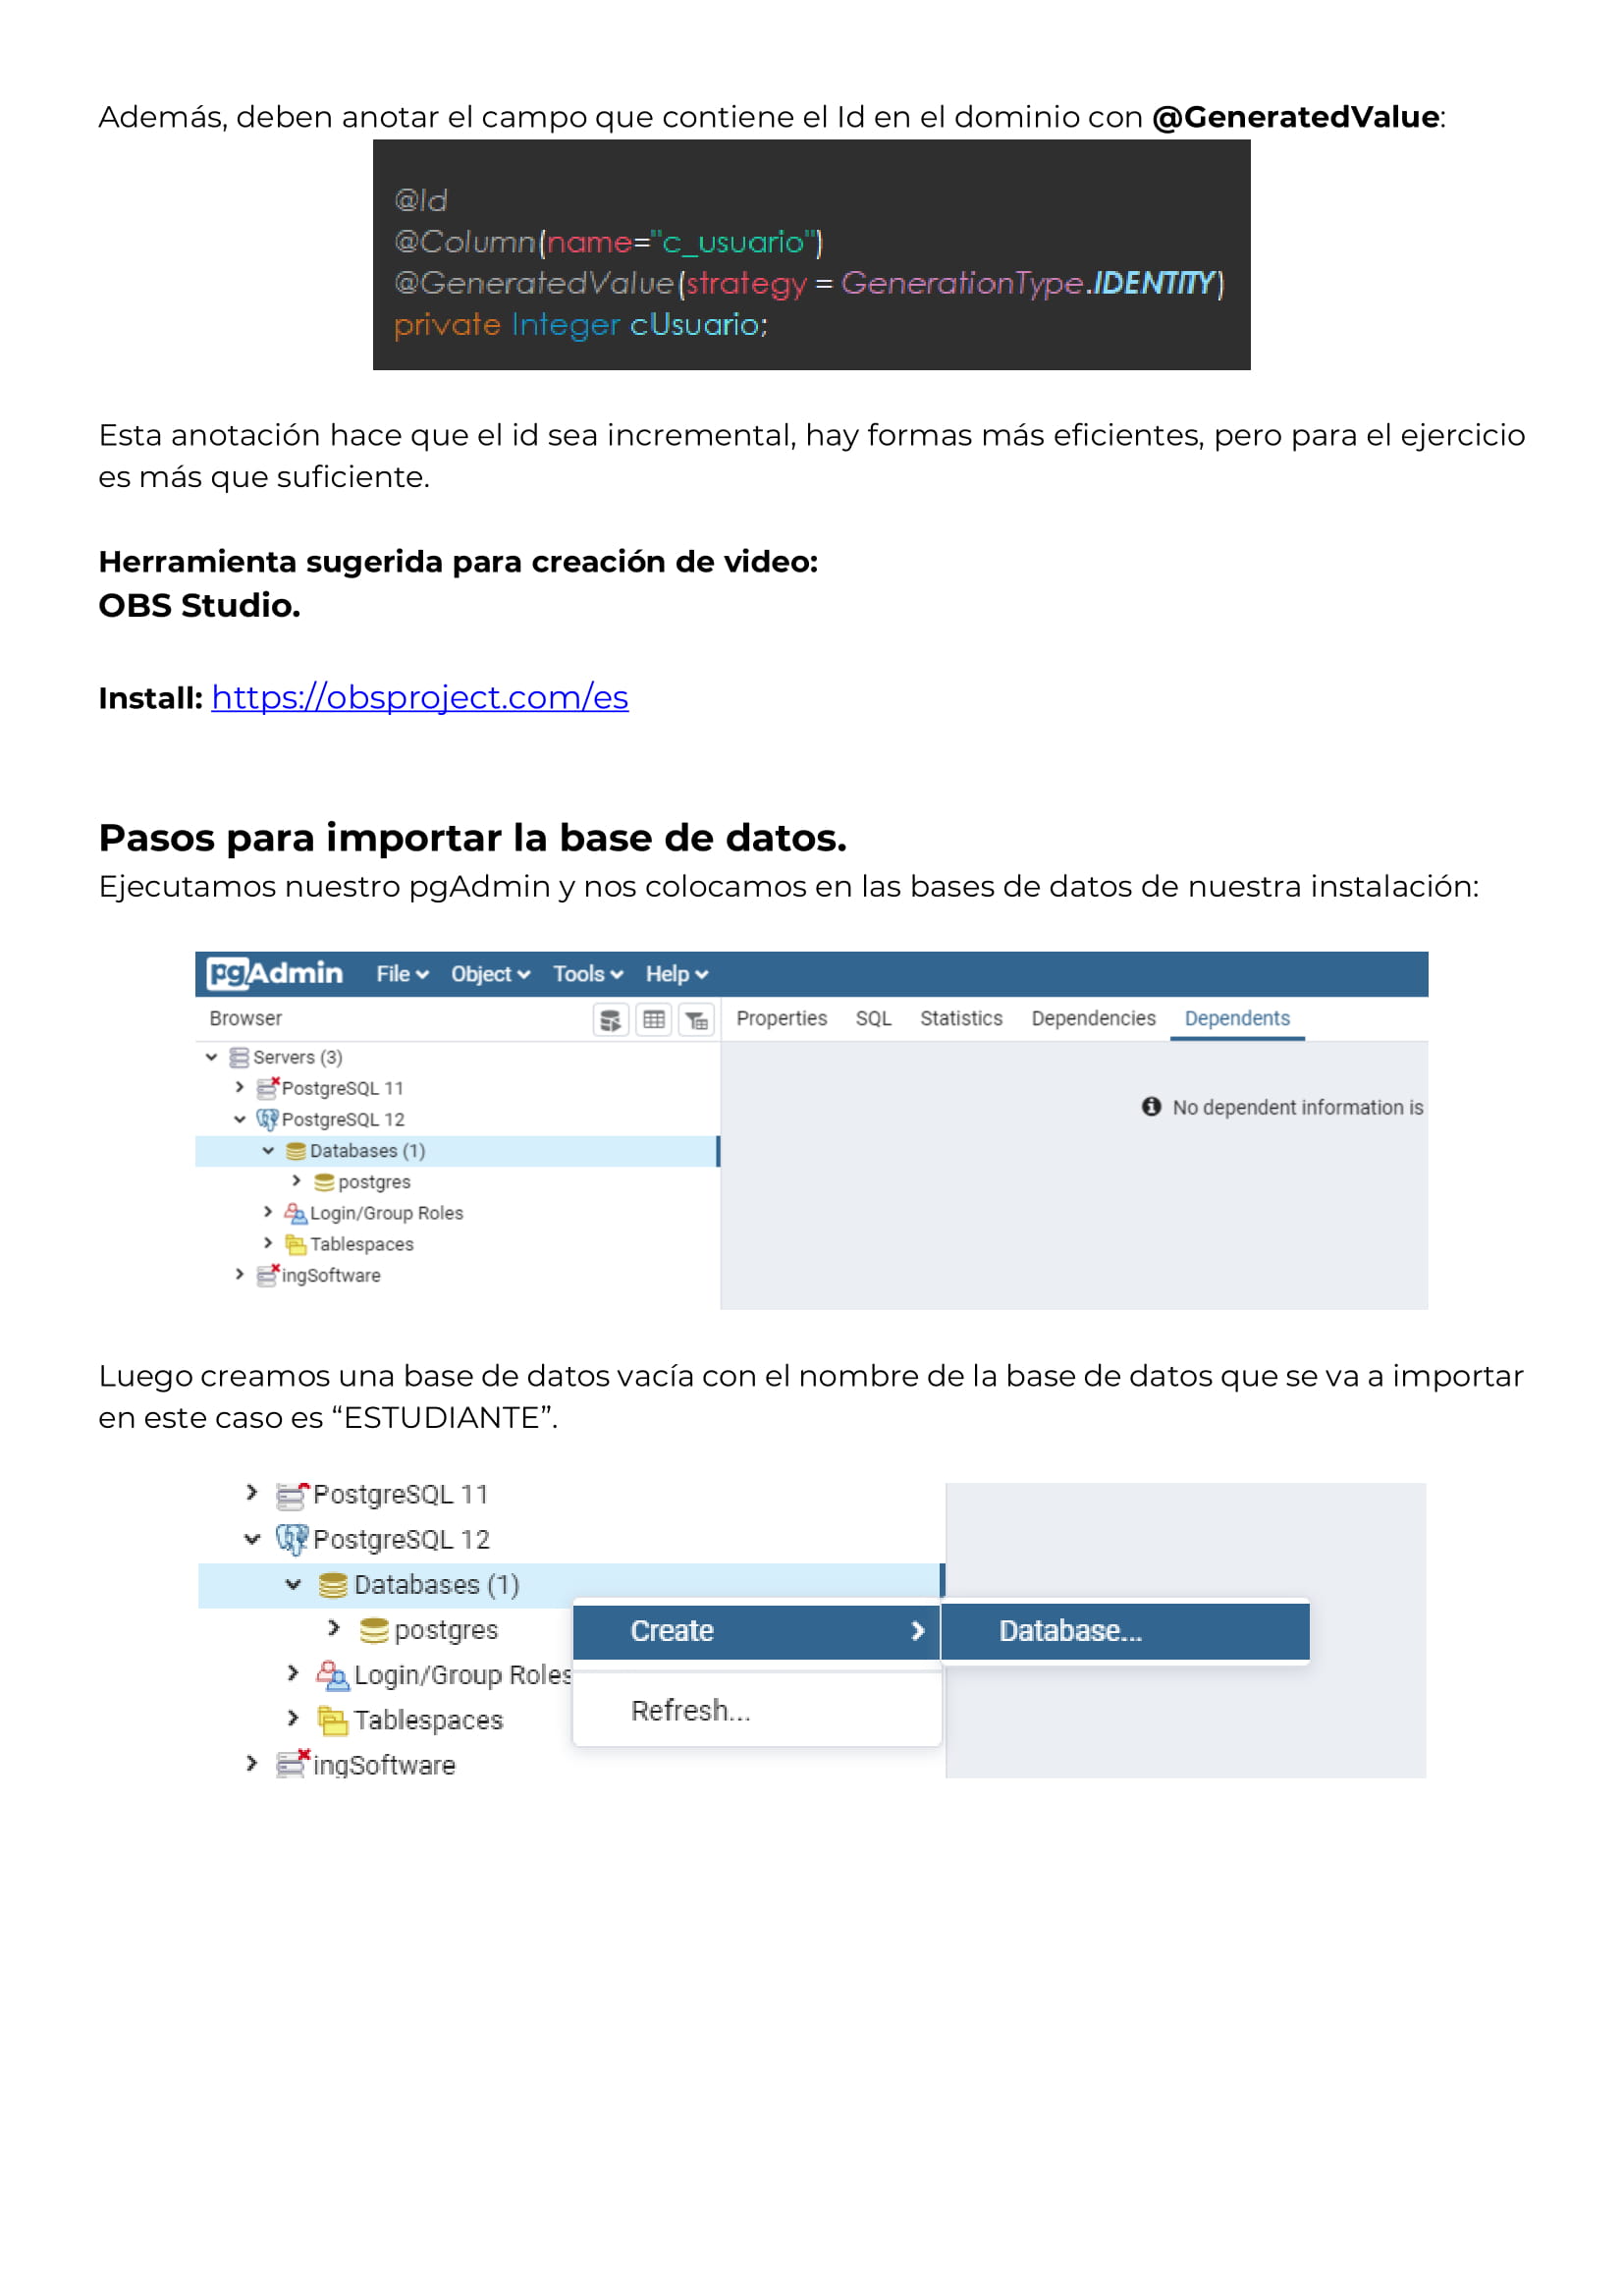 Además, deben anotar el campo que contiene el Id en el dominio con @GeneratedValue:
@Id
@Column(name="c_usuario")
@GeneratedValue(strategy = GenerationType.IDENTITY)
private Integer cUsuario;
Esta anotación hace que el id sea incremental, hay formas más eficientes, pero para el ejercicio
es más que suficiente.
Herramienta sugerida para creación de video:
OBS Studio.
Install: https://obsproject.com/es
Pasos para importar la base de datos.
Ejecutamos nuestro pgAdmin y nos colocamos en las bases de datos de nuestra instalación:
pgAdmin File Object Tools Help
Browser Properties SQL Statistics Dependencies Dependents
Servers (3)
PostgreSQL 11
No dependent information is
PostgreSQL 12
Databases (1)
postgres
Login/Group Roles
Tablespaces
ingSoftware
Luego creamos una base de datos vacía con el nombre de la base de datos que se va a importar
en este caso es “ESTUDIANTE”.
PostgreSQL 11
PostgreSQL 12
Databases (1)
postgres Create Database...
Login/Group Roles
Refresh...
Tablespaces
ingSoftware